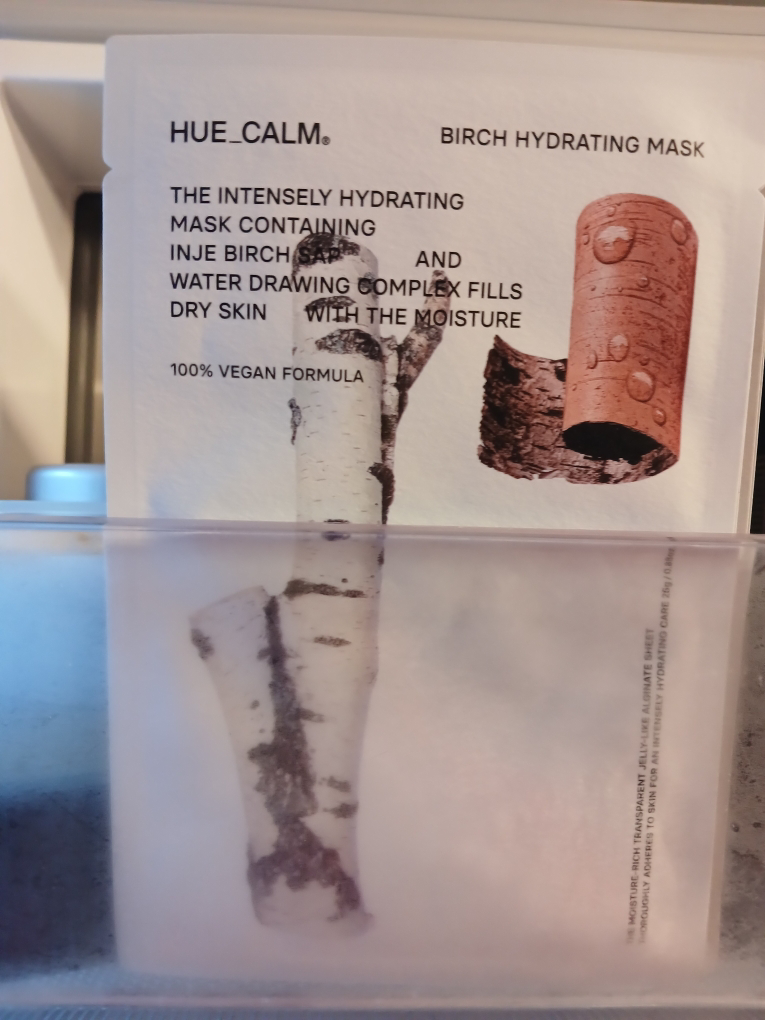 HUE_CALM®
BIRCH HYDRATING MASK
THE INTENSELY HYDRATING
MASK CONTAINING
INJE BIRCH SAP AND
WATER DRAWING COMPLEX FILLS
DRY SKIN WITH THE MOISTURE
100% VEGAN FORMULA
THE MOISTURE-RICH TRANSPARENT JELLY-LIKE ALGINATE SHEET
THOROUGHLY ADHERES TO SKIN FOR AN INTENSELY HYDRATING CARE 25g /